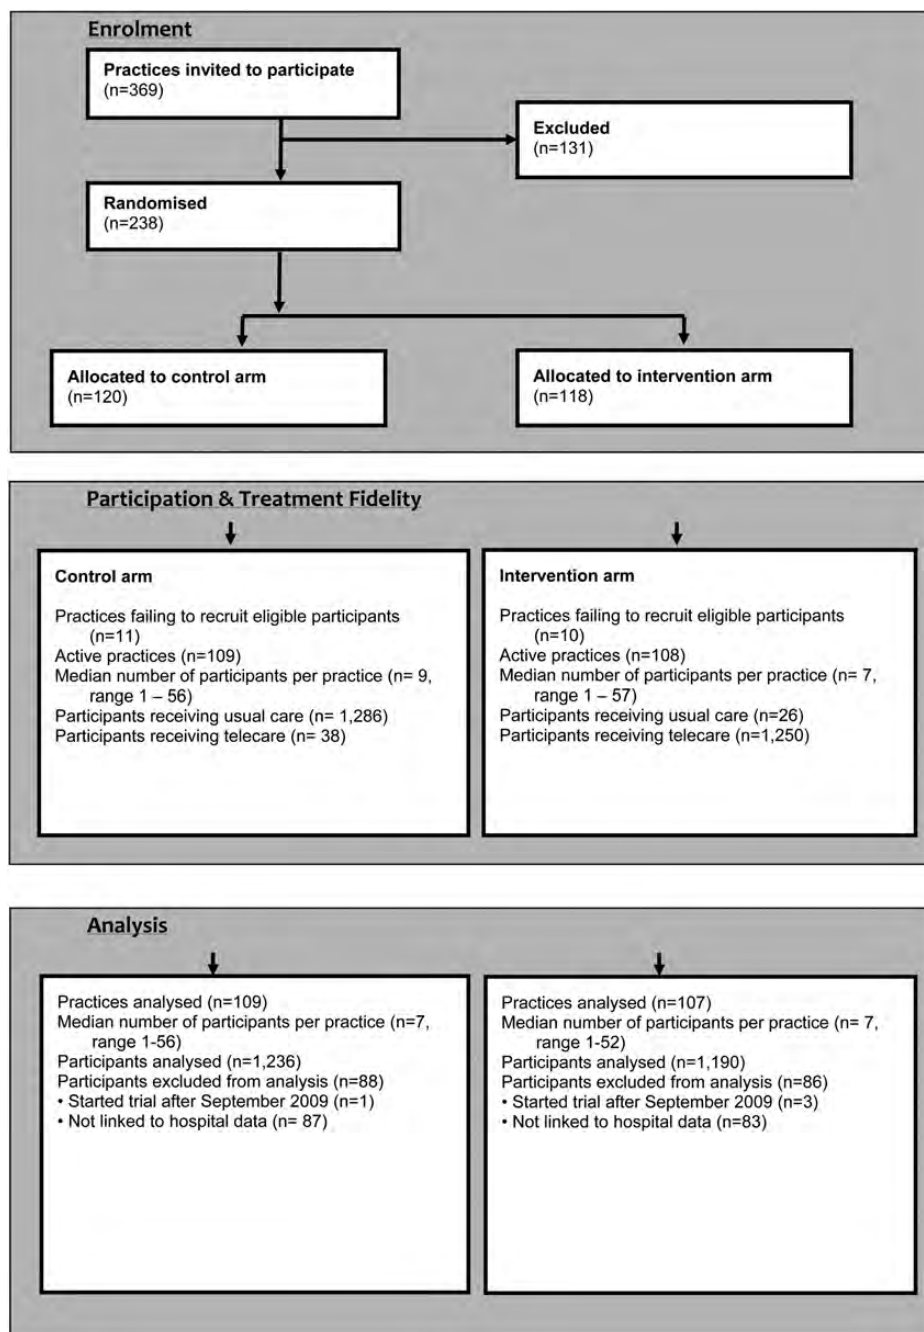 Enrolment
Practices invited to participate
(n=369)
Excluded
(n=131)
Randomised
(n=238)
Allocated to control arm
(n=120)
Allocated to intervention arm
(n=118)
Participation & Treatment Fidelity
Control arm
Practices failing to recruit eligible participants
(n=11)
Active practices (n=109)
Median number of participants per practice (n= 9,
range 1 – 56)
Participants receiving usual care (n= 1,286)
Participants receiving telecare (n= 38)
Intervention arm
Practices failing to recruit eligible participants
(n=10)
Active practices (n=108)
Median number of participants per practice (n= 7,
range 1 – 57)
Participants receiving usual care (n=26)
Participants receiving telecare (n=1,250)
Analysis
Practices analysed (n=109)
Median number of participants per practice (n=7,
range 1-56)
Participants analysed (n=1,236)
Participants excluded from analysis (n=88)
• Started trial after September 2009 (n=1)
• Not linked to hospital data (n= 87)
Practices analysed (n=107)
Median number of participants per practice (n= 7,
range 1-52)
Participants analysed (n=1,190)
Participants excluded from analysis (n=86)
• Started trial after September 2009 (n=3)
• Not linked to hospital data (n=83)